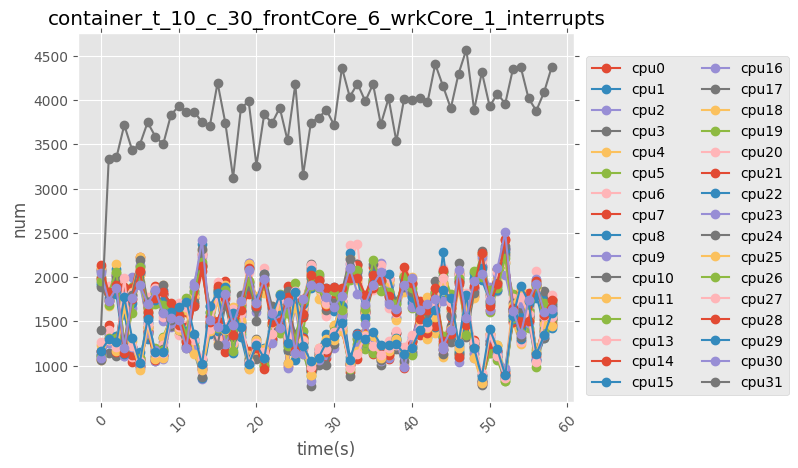 container_t_10_c_30_frontCore_6_wrkCore_1_interrupts
num
4500
4000
3500
3000
2500
2000
1500
1000
0
10
20
30
40
50
60
time(s)
cpu0
cpu1
cpu2
cpu3
cpu4
cpu5
cpu6
cpu7
cpu8
cpu9
cpu10
cpu11
cpu12
cpu13
cpu14
cpu15
cpu16
cpu17
cpu18
cpu19
cpu20
cpu21
cpu22
cpu23
cpu24
cpu25
cpu26
cpu27
cpu28
cpu29
cpu30
cpu31